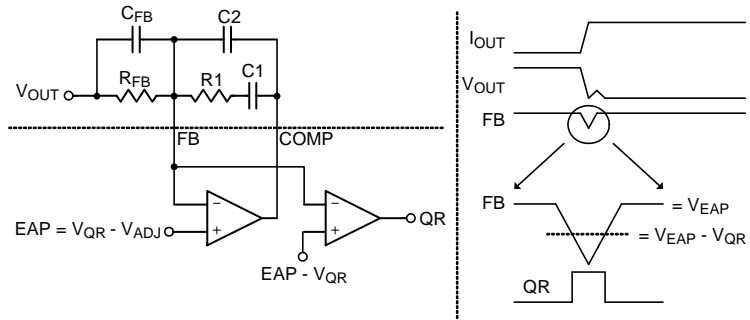 CFB
C2
RFB
R1
C1
VOUT
FB
COMP
EAP = VQR - VADJ
QR
EAP - VQR
IOUT
VOUT
FB
FB
= VEAP
= VEAP - VQR
QR